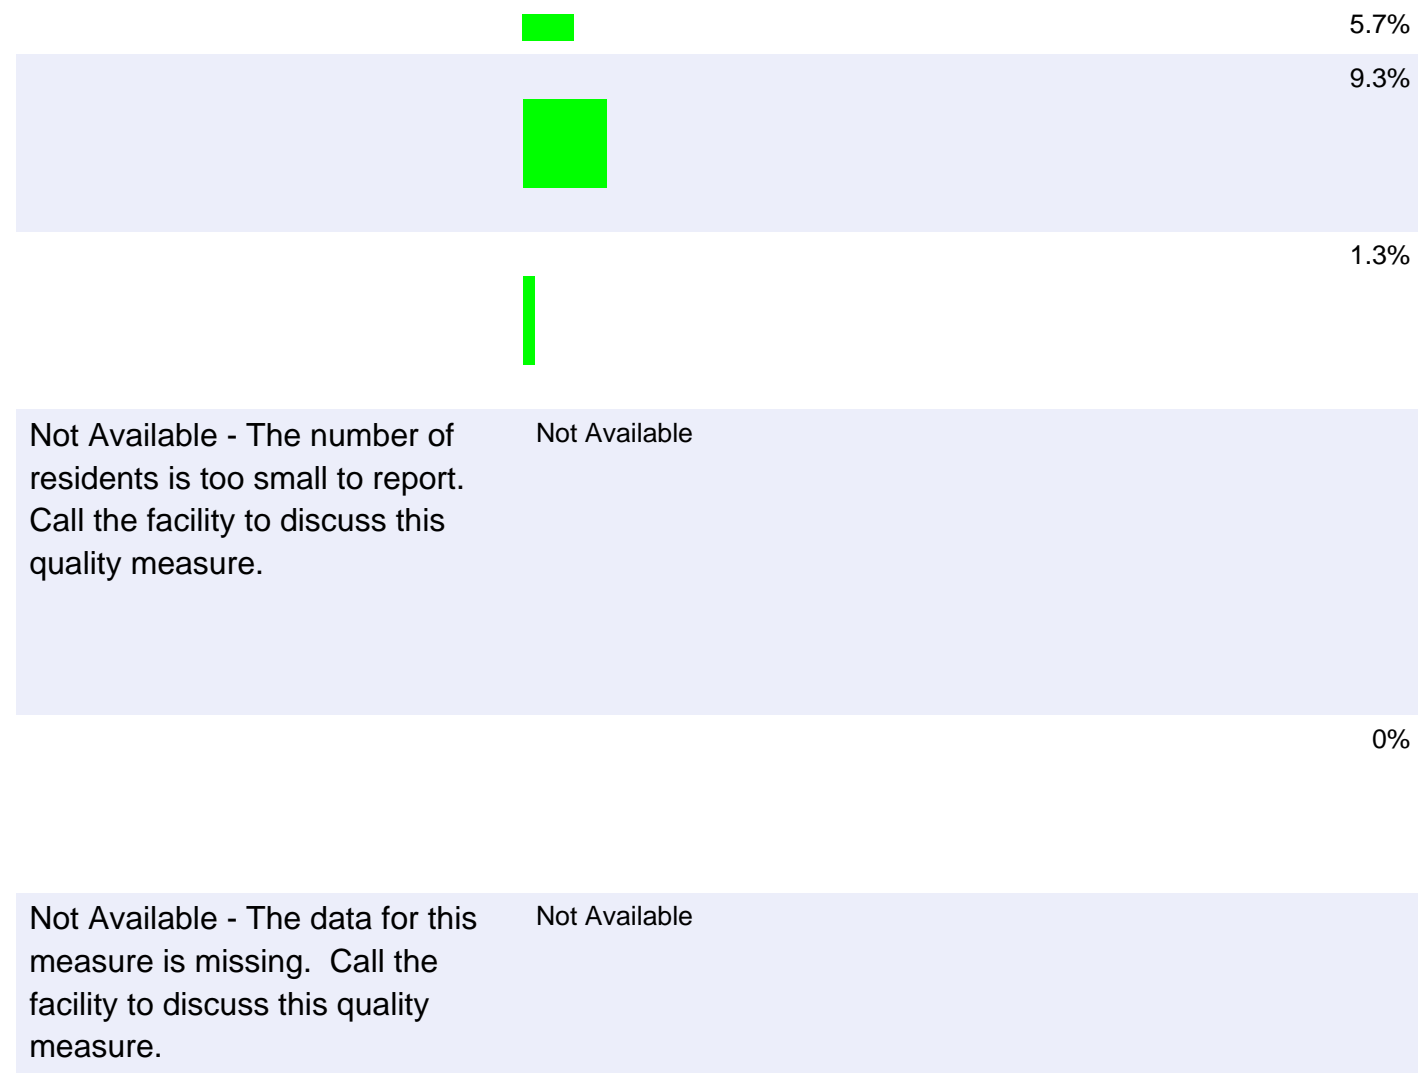 5.7%
9.3%
1.3%
Not Available - The number of
residents is too small to report.
Call the facility to discuss this
quality measure.
Not Available
0%
Not Available - The data for this
measure is missing.  Call the
facility to discuss this quality
measure.
Not Available